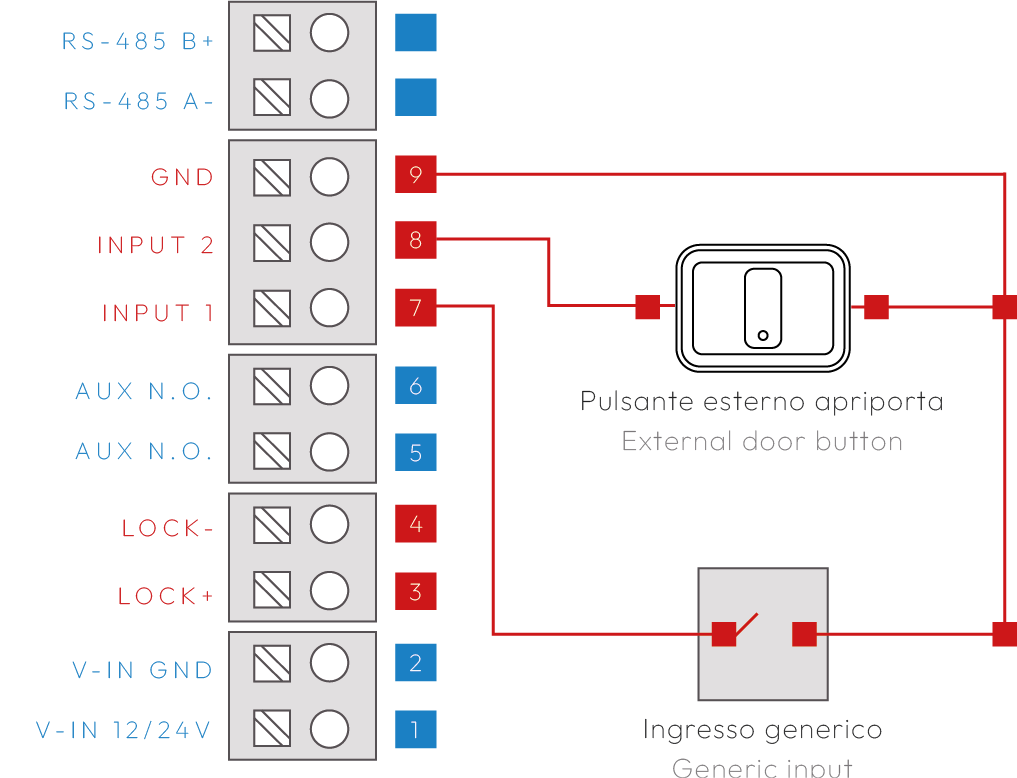 RS-485 B+
RS-485 A-
GND 9
INPUT 2 8
INPUT 1 7
AUX N.O. 6
AUX N.O. 5
LOCK- 4
LOCK+ 3
V-IN GND 2
V-IN 12/24V 1
Pulsante esterno apriporta
External door button
Ingresso generico
Generic input